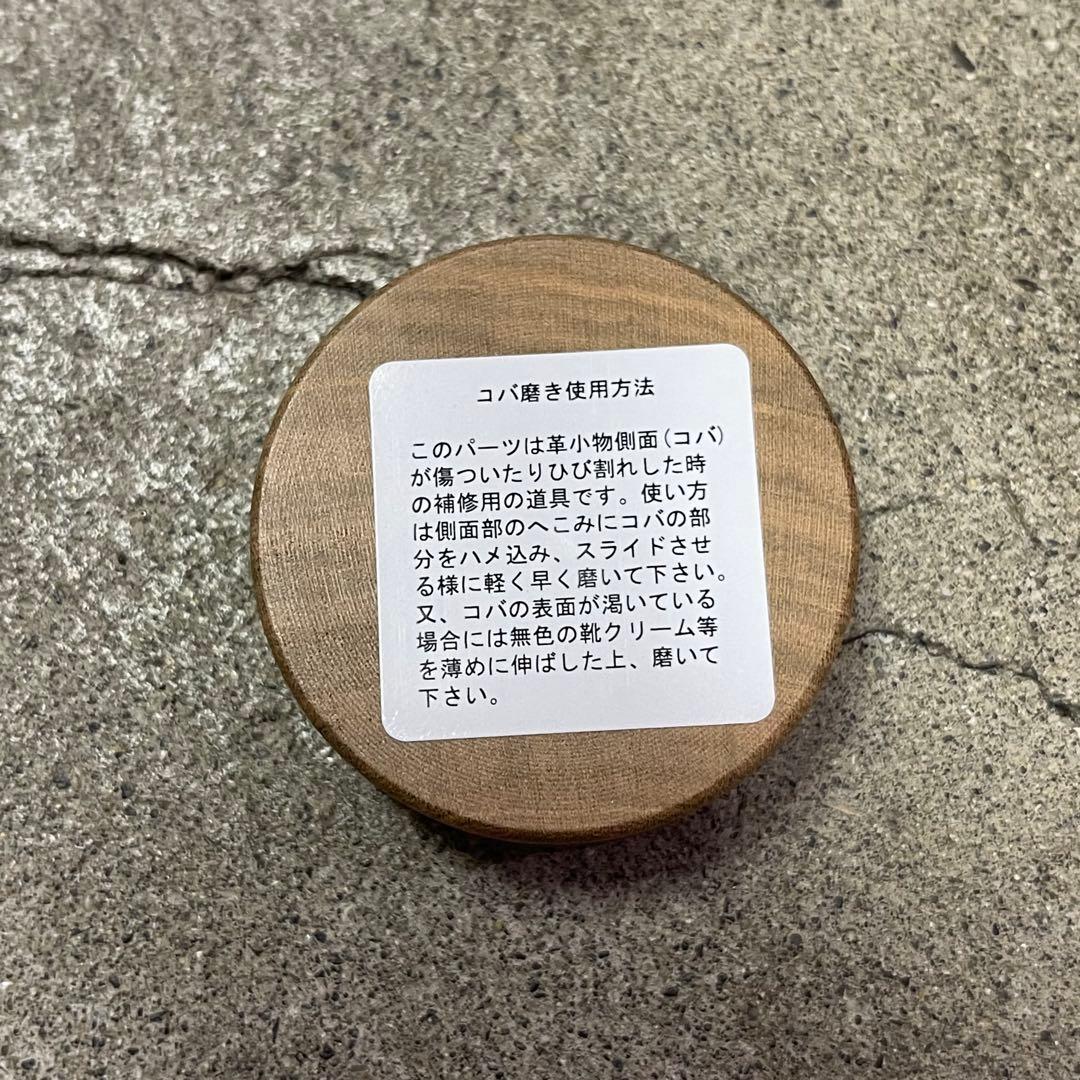 コバ磨き使用方法
このパーツは革小物側面(コバ)
が傷ついたりひび割れした時
の補修用の道具です。使い方
は側面部のへこみにコバの部
分をハメ込み、スライドさせ
る様に軽く早く磨いて下さい。
又、コバの表面が渇いている
場合には無色の靴クリーム等
を薄めに伸ばした上、磨いて
下さい。